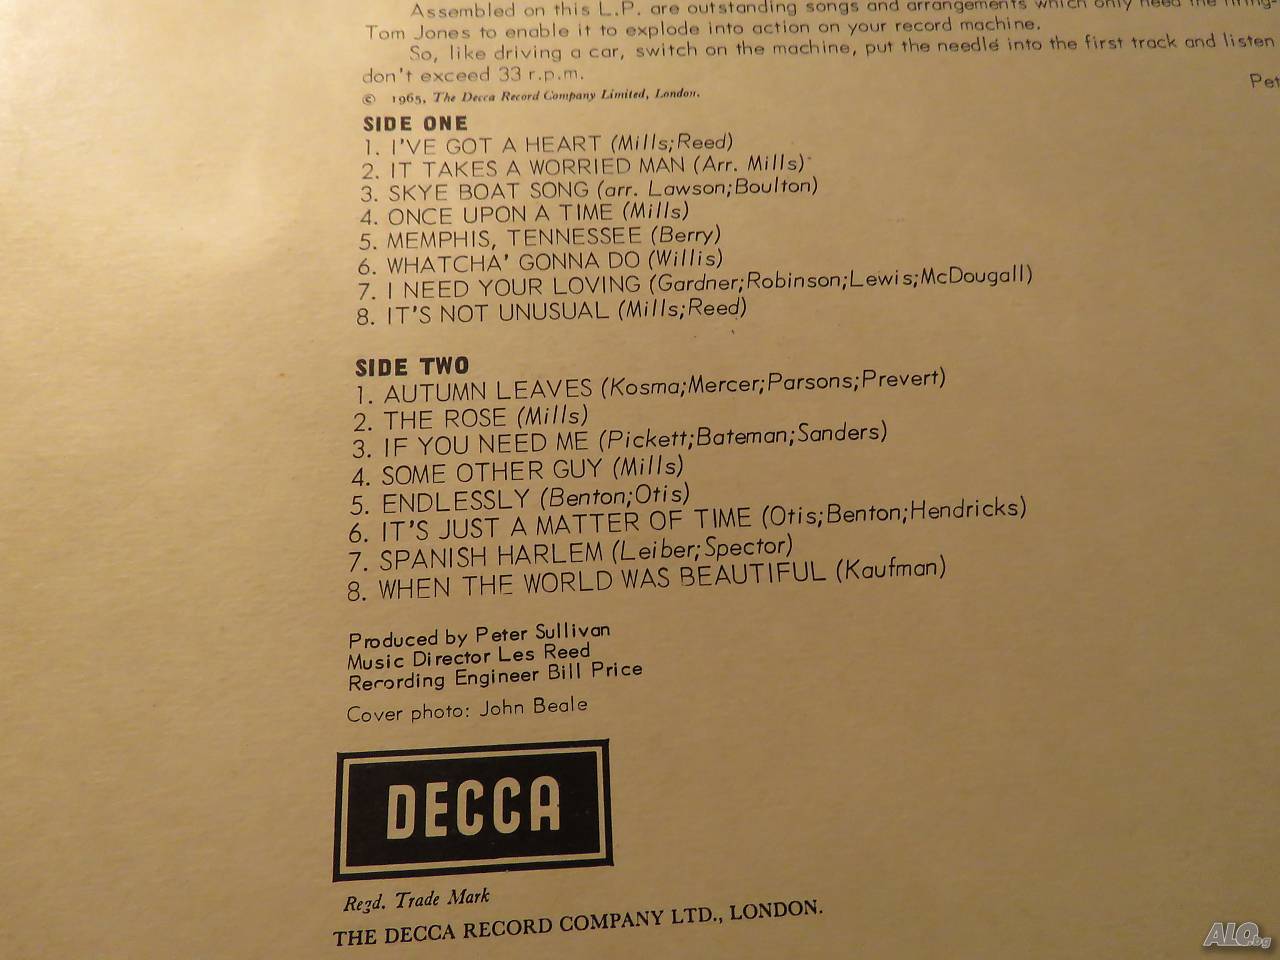 Assembled on this L.P. are outstanding songs and arrangements which only need the firing-
Tom Jones to enable it to explode into action on your record machine.
So, like driving a car, switch on the machine, put the needle into the first track and listen
don't exceed 33 r.p.m.
Pet
© 1965, The Decca Record Company Limited, London.
SIDE ONE
1. I'VE GOT A HEART (Mills;Reed)
2. IT TAKES A WORRIED MAN (Arr. Mills)
3. SKYE BOAT SONG (arr. Lawson;Boulton)
4. ONCE UPON A TIME (Mills)
5. MEMPHIS, TENNESSEE (Berry)
6. WHATCHA' GONNA DO (Willis)
7. I NEED YOUR LOVING (Gardner;Robinson;Lewis;McDougall)
8. IT'S NOT UNUSUAL (Mills;Reed)
SIDE TWO
1. AUTUMN LEAVES (Kosma;Mercer;Parsons;Prevert)
2. THE ROSE (Mills)
3. IF YOU NEED ME (Pickett;Bateman;Sanders)
4. SOME OTHER GUY (Mills)
5. ENDLESSLY (Benton;Otis)
6. IT'S JUST A MATTER OF TIME (Otis;Benton;Hendricks)
7. SPANISH HARLEM (Leiber;Spector)
8. WHEN THE WORLD WAS BEAUTIFUL (Kaufman)
Produced by Peter Sullivan
Music Director Les Reed
Recording Engineer Bill Price
Cover photo: John Beale
DECCA
Regd. Trade Mark
THE DECCA RECORD COMPANY LTD., LONDON.
ALO.bg